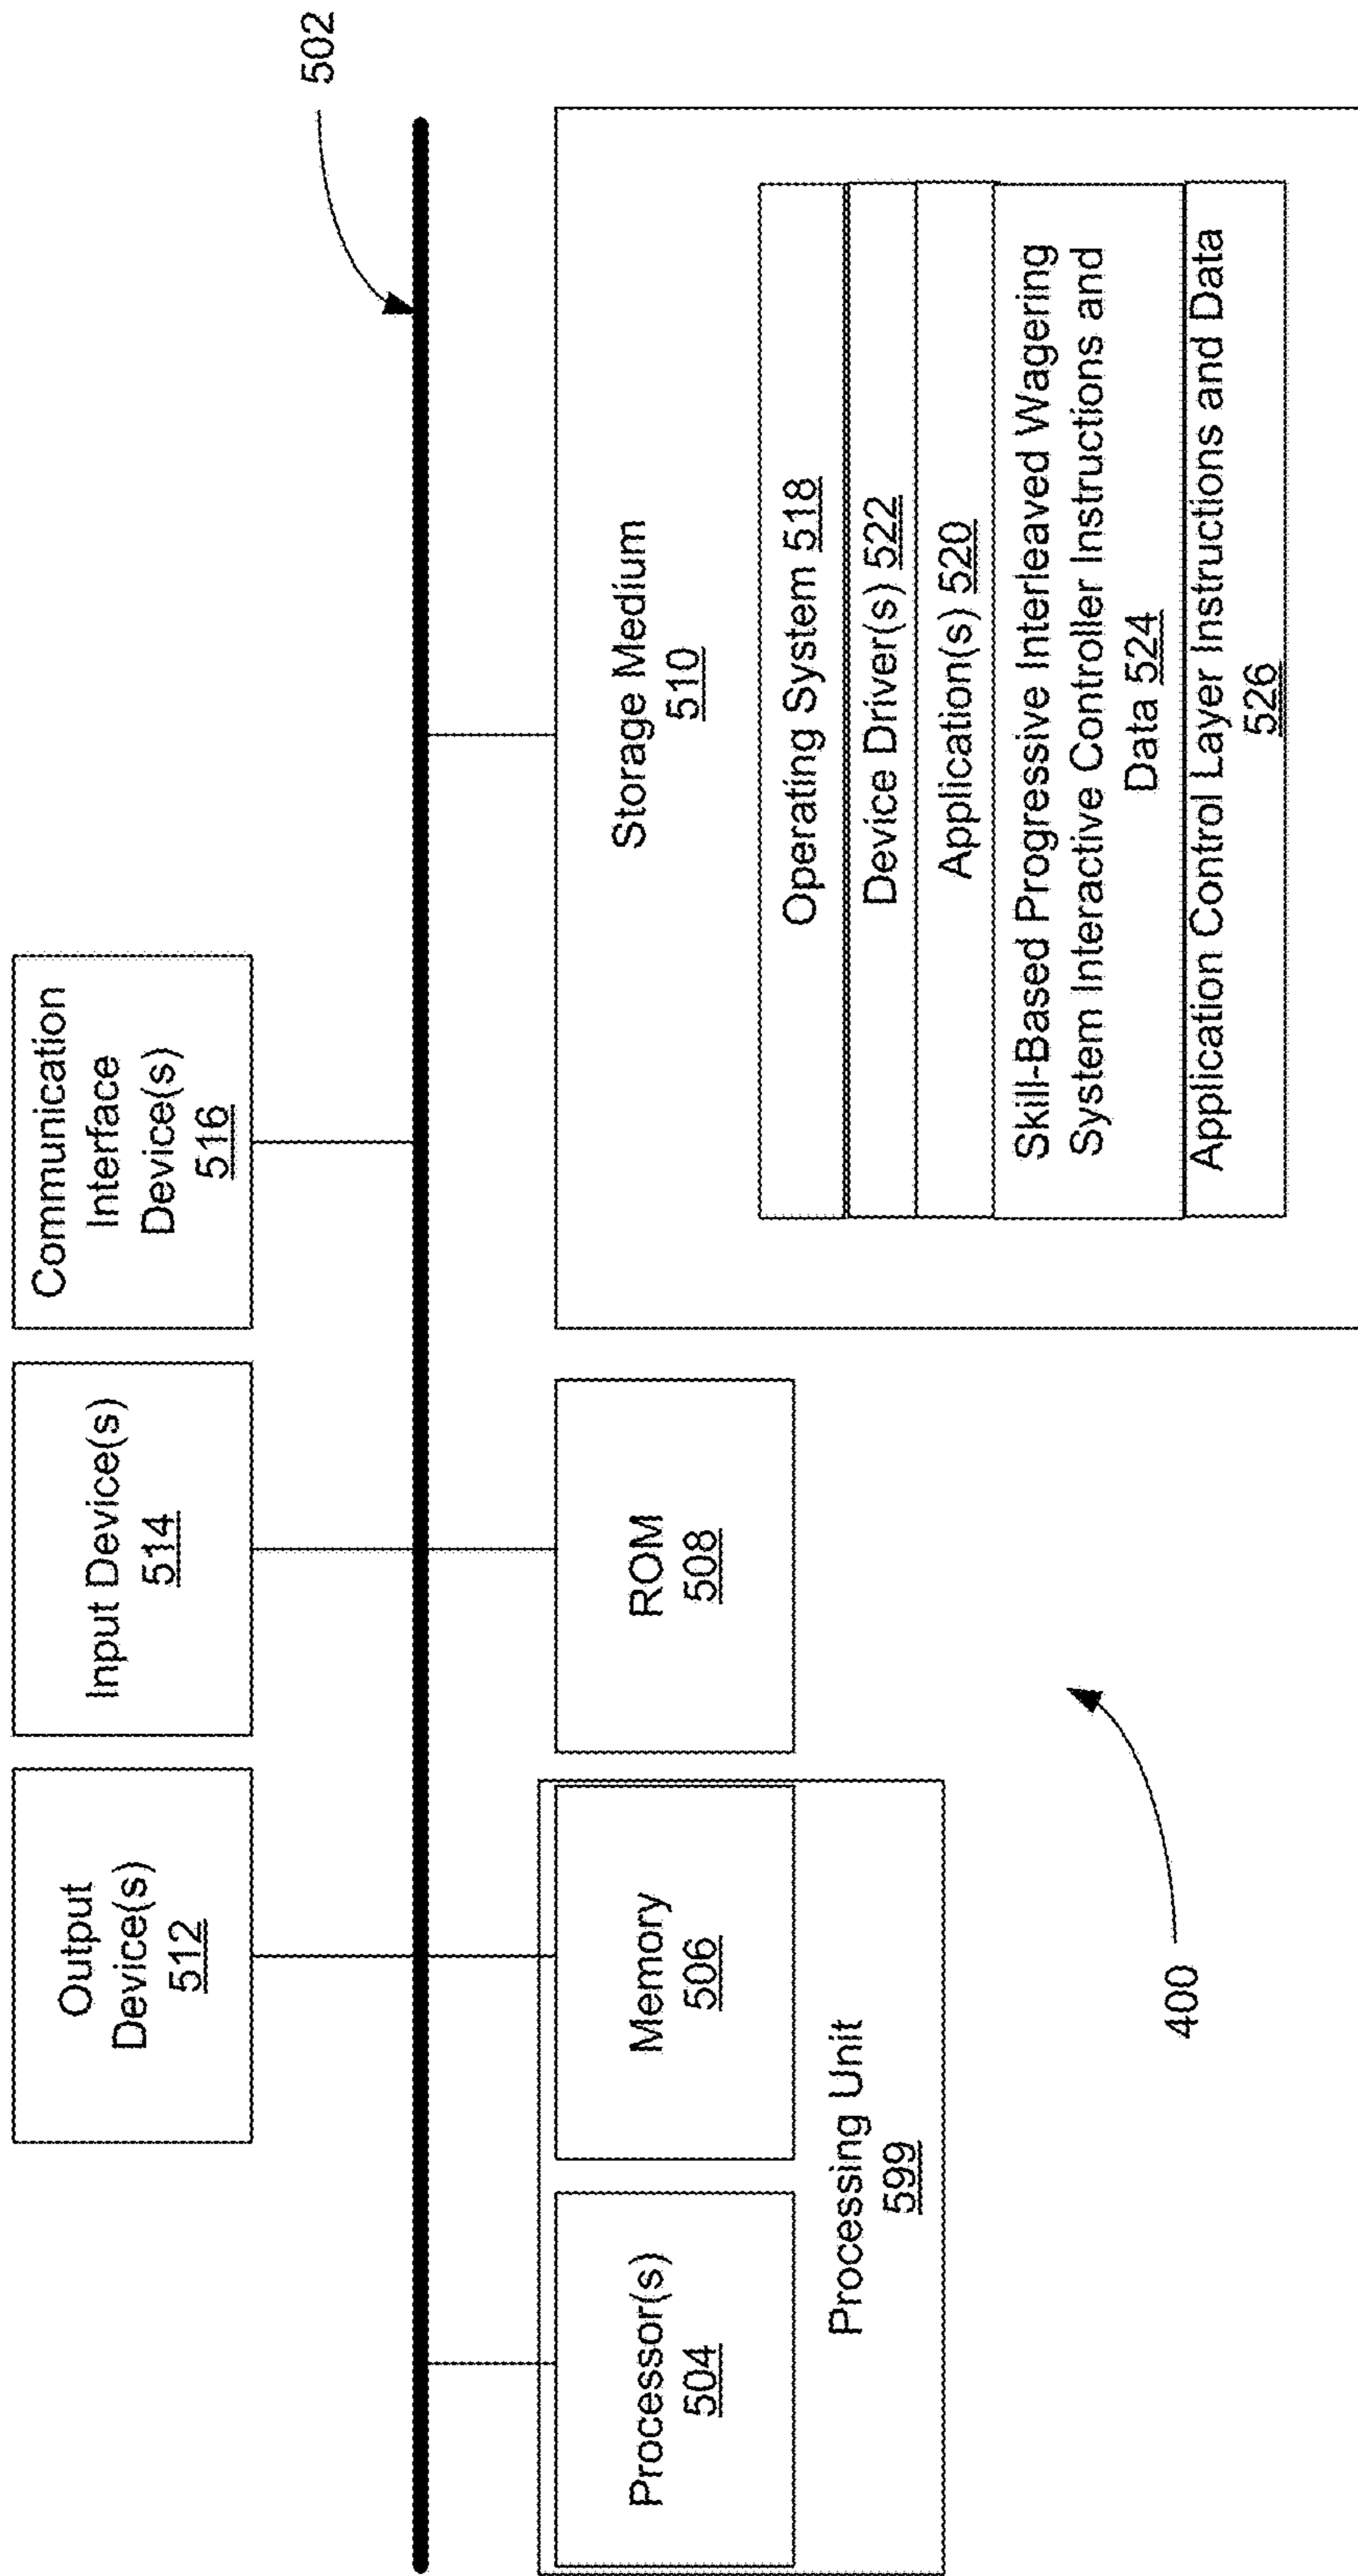 502
Output
Device(s)
512
Input Device(s)
514
Communication
Interface
Device(s)
516
Processor(s)
504
Memory
506
Processing Unit
599
ROM
508
Storage Medium
510
Operating System 518
Device Driver(s) 522
Application(s) 520
Skill-Based Progressive Interleaved Wagering
System Interactive Controller Instructions and
Data 524
Application Control Layer Instructions and Data
526
400